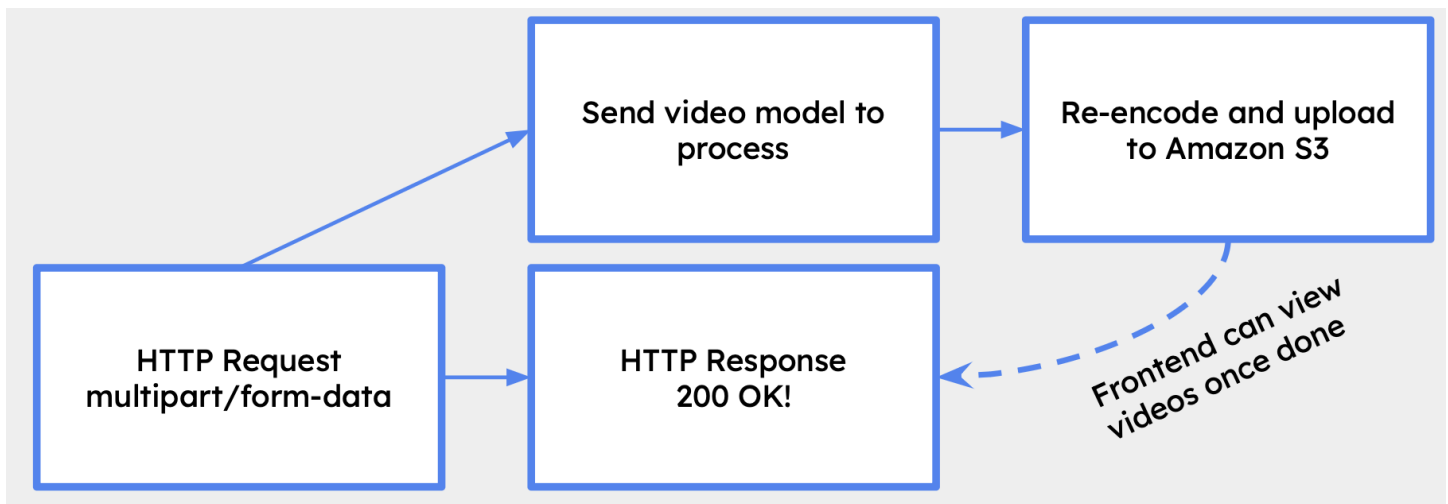 Send video model to
process
Re-encode and upload
to Amazon S3
HTTP Request
multipart/form-data
HTTP Response
200 OK!
Frontend can view
videos once done